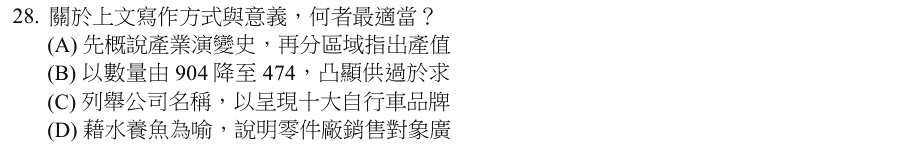 28. 關於上文寫作方式與意義，何者最適當？
(A) 先概說產業演變史，再分區域指出產值
(B) 以數量由 904 降至 474，凸顯供過於求
(C) 列舉公司名稱，以呈現十大自行車品牌
(D) 藉水養魚為喻，說明零件廠銷售對象廣